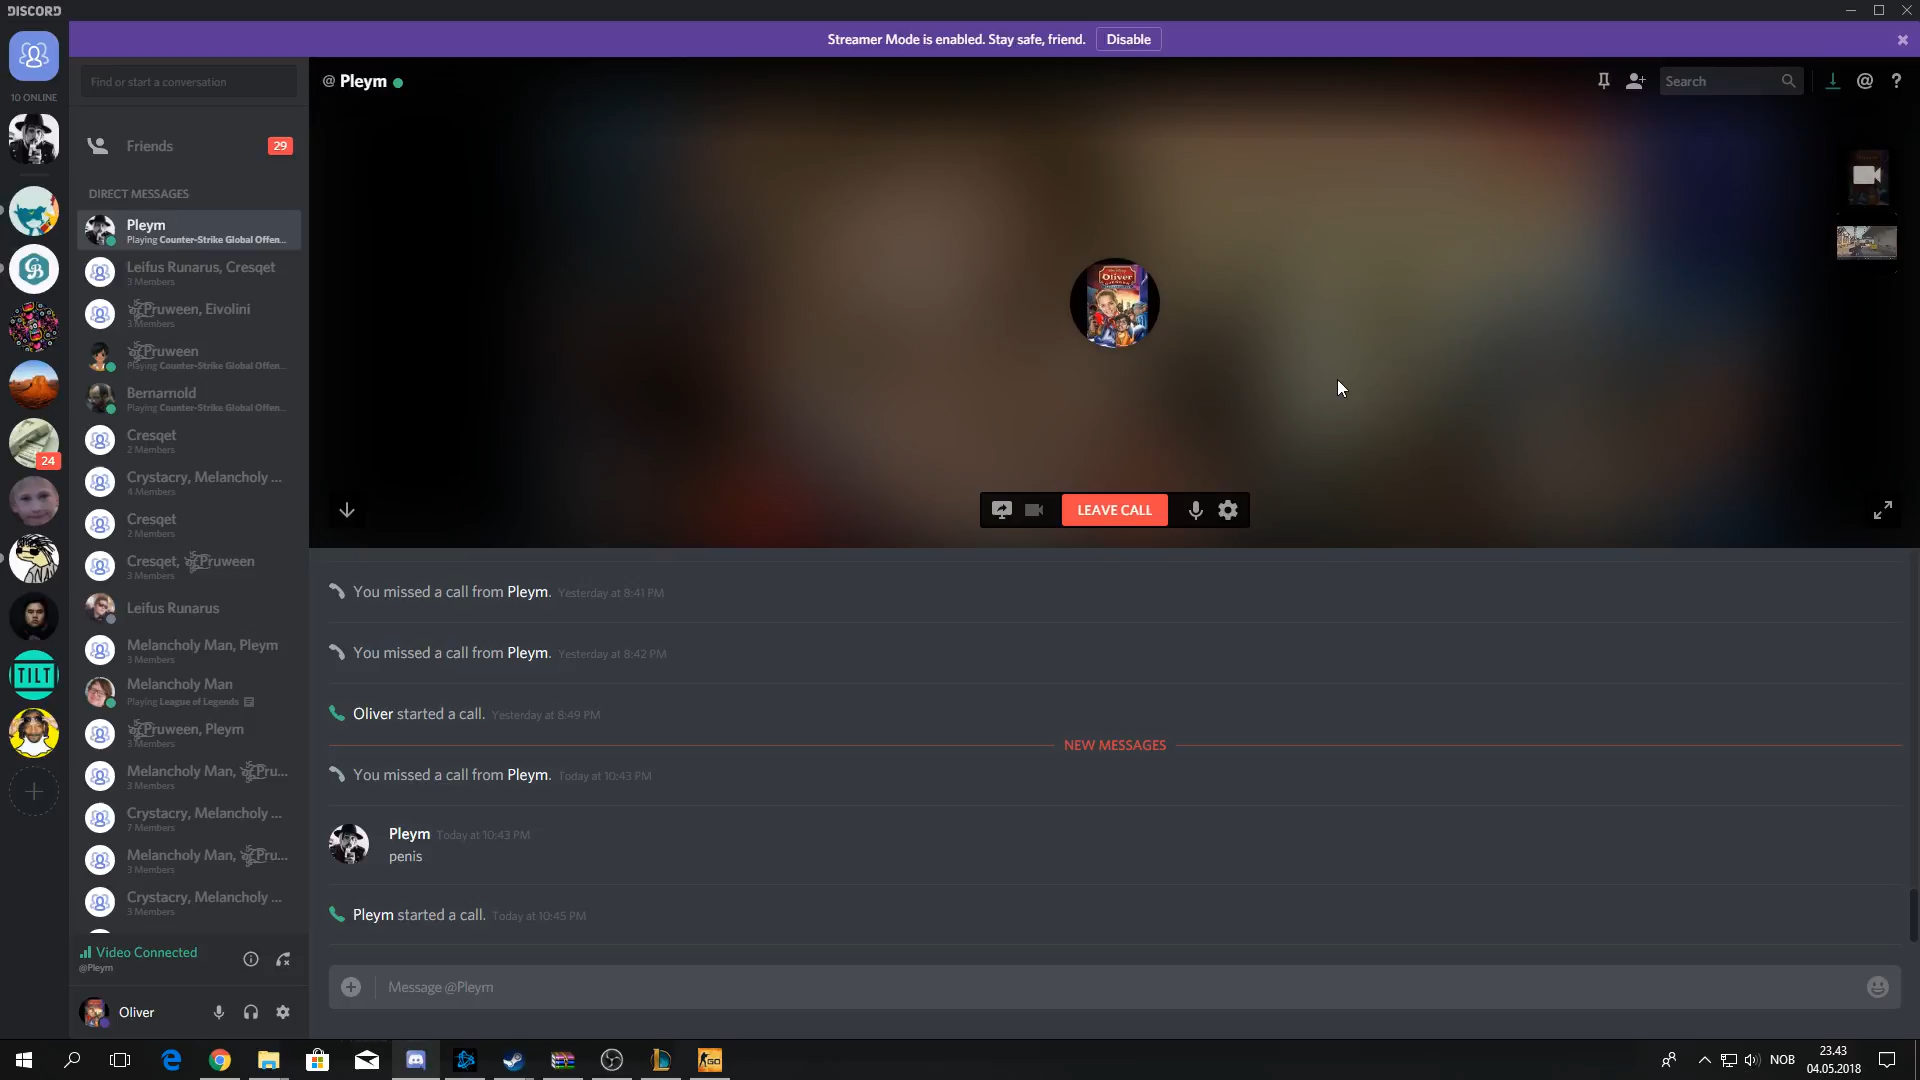 DISCORD
Streamer Mode is enabled. Stay safe, friend. Disable
Find or start a conversation
@ Pleym
Search
10 ONLINE
Friends 29
DIRECT MESSAGES
Pleym
Playing Counter-Strike Global Offen...
Leifus Runarus, Cresqet
3 Members
Pruween, Eivolini
3 Members
Pruween
Playing Counter-Strike Global Offen...
Bernarnold
Playing Counter-Strike Global Offen...
Cresqet
2 Members
24
Crystacry, Melancholy ...
4 Members
Cresqet
2 Members
Cresqet, Pruween
3 Members
Leifus Runarus
Melancholy Man, Pleym
3 Members
TILT
Melancholy Man
Playing League of Legends
Pruween, Pleym
3 Members
Melancholy Man, Pru...
3 Members
Crystacry, Melancholy ...
7 Members
Melancholy Man, Pru...
3 Members
Crystacry, Melancholy ...
3 Members
Video Connected
@Pleym
Oliver
Oliver
LEAVE CALL
You missed a call from Pleym. Yesterday at 8:41 PM
You missed a call from Pleym. Yesterday at 8:42 PM
Oliver started a call. Yesterday at 8:49 PM
NEW MESSAGES
You missed a call from Pleym. Today at 10:43 PM
Pleym Today at 10:43 PM
penis
Pleym started a call. Today at 10:45 PM
Message @Pleym
GO
NOB
23.43
04.05.2018